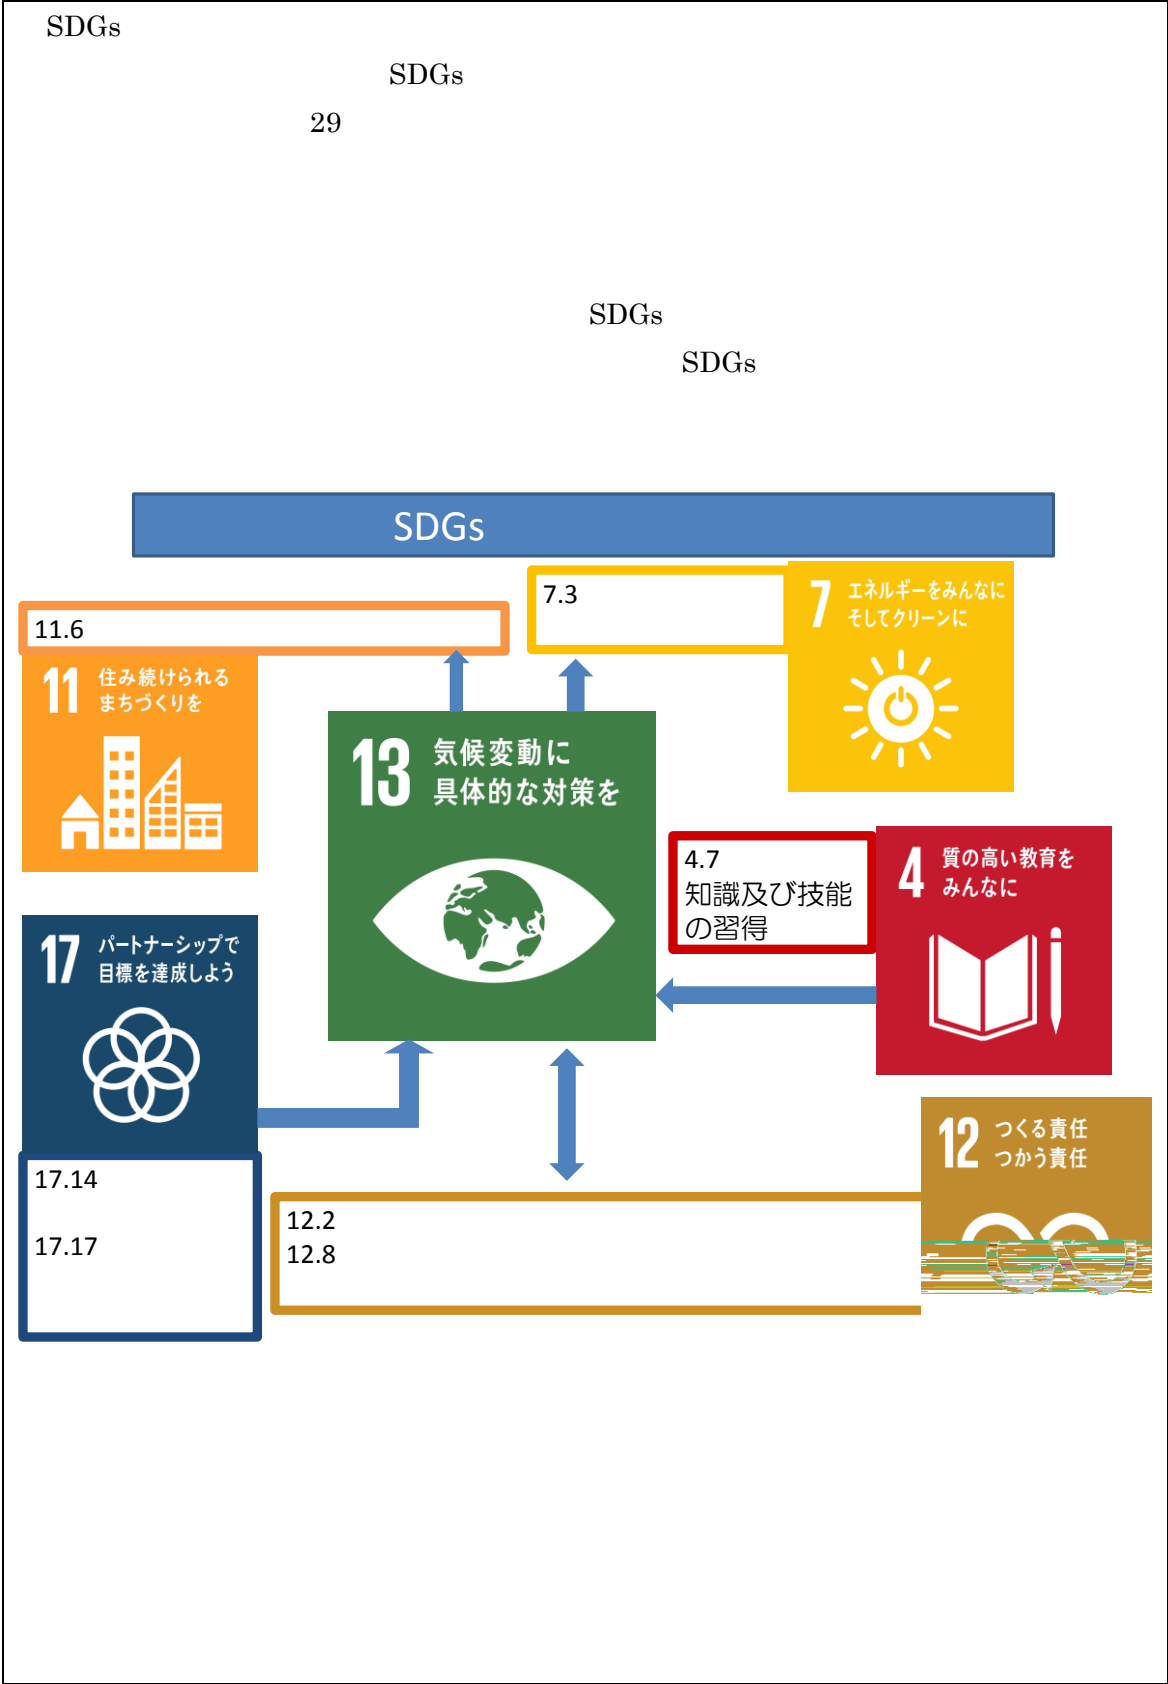 SDGs
SDGs
29
SDGs
SDGs
SDGs
7.3
7 エネルギーをみんなに
そしてクリーンに
11.6
11 住み続けられる
まちづくりを
13 気候変動に
具体的な対策を
4.7
知識及び技能
の習得
4 質の高い教育を
みんなに
17 パートナーシップで
目標を達成しよう
12 つくる責任
つかう責任
17.14
17.17
12.2
12.8